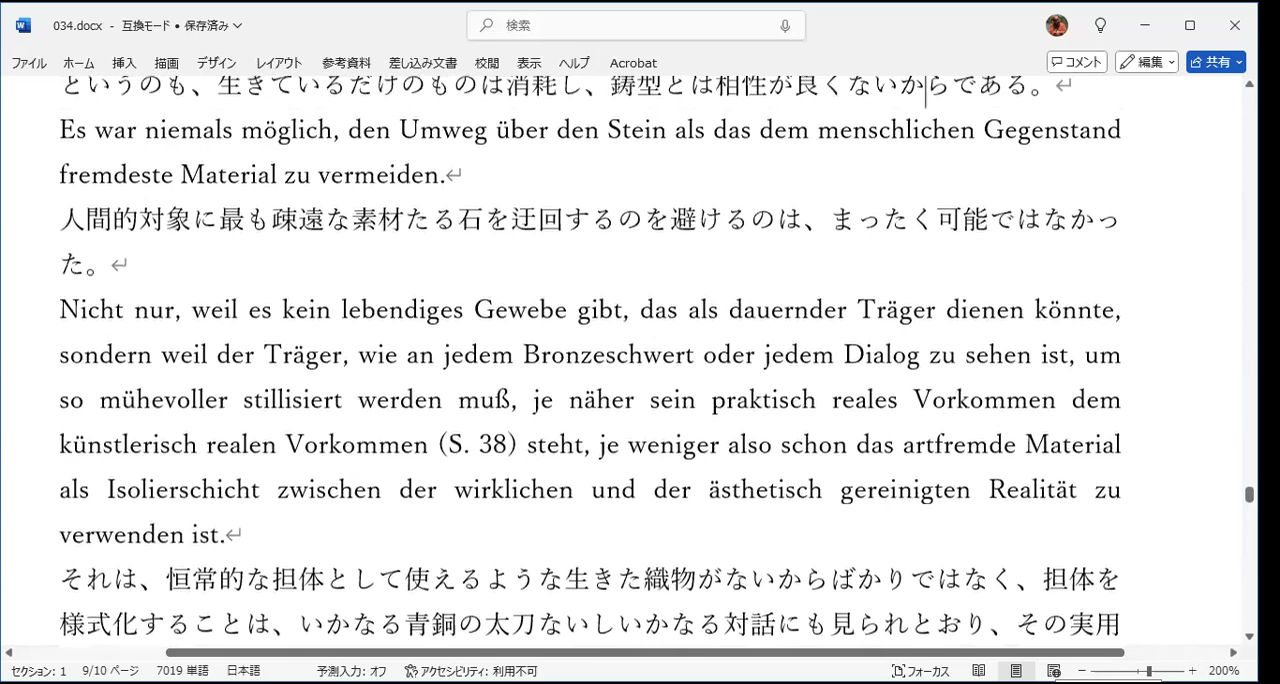 034.docx - 互換モード • 保存済み
検索
ファイル ホーム 挿入 描画 デザイン レイアウト 参考資料 差し込み文書 校閲 表示 ヘルプ Acrobat コメント 編集 共有
というのも、生きているだけのものは消耗し、鋳型とは相性が良くないからである。↵
Es war niemals möglich, den Umweg über den Stein als das dem menschlichen Gegenstand
fremdeste Material zu vermeiden.↵
人間的対象に最も疎遠な素材たる石を迂回するのを避けるのは、まったく可能ではなかっ
た。↵
Nicht nur, weil es kein lebendiges Gewebe gibt, das als dauernder Träger dienen könnte,
sondern weil der Träger, wie an jedem Bronzeschwert oder jedem Dialog zu sehen ist, um
so mühevoller stillisiert werden muß, je näher sein praktisch reales Vorkommen dem
künstlerisch realen Vorkommen (S. 38) steht, je weniger also schon das artfremde Material
als Isolierschicht zwischen der wirklichen und der ästhetisch gereinigten Realität zu
verwenden ist.↵
それは、恒常的な担体として使えるような生きた織物がないからばかりではなく、担体を
様式化することは、いかなる青銅の太刀ないしいかなる対話にも見られとおり、その実用
セクション: 1 9/10 ページ 7019 単語 日本語 予測入力: オフ アクセシビリティ: 利用不可 フォーカス 200%